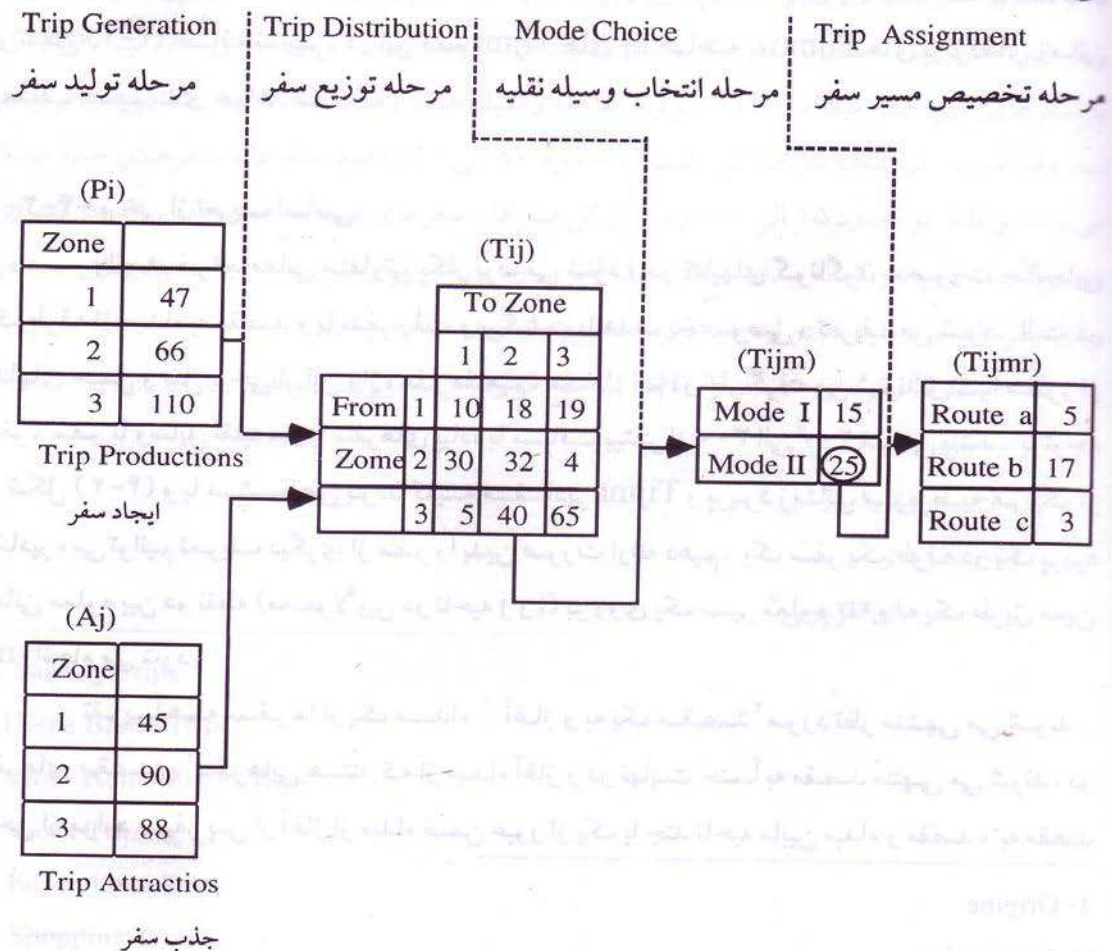 Trip Generation
مرحله تولید سفر
Trip Distribution
مرحله توزیع سفر
Mode Choice
مرحله انتخاب وسیله نقلیه
Trip Assignment
مرحله تخصیص مسیر سفر
(Pi)
Zone
1 47
2 66
3 110
Trip Productions
ایجاد سفر
(Aj)
Zone
1 45
2 90
3 88
Trip Attractios
جذب سفر
(Tij)
To Zone
1 2 3
From 1 10 18 19
Zome 2 30 32 4
3 5 40 65
(Tijm)
Mode I 15
Mode II 25
(Tijmr)
Route a 5
Route b 17
Route c 3